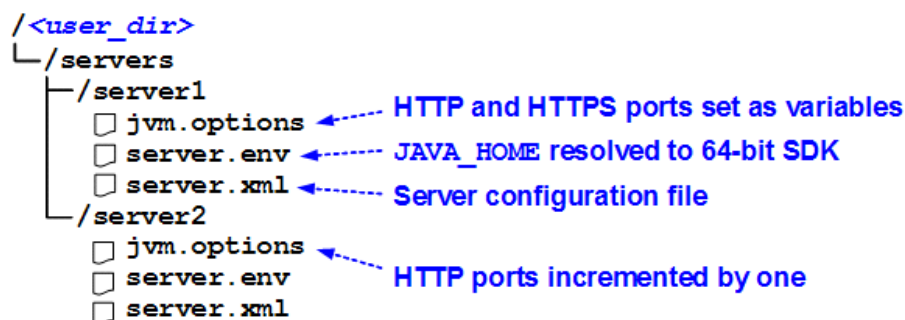 /<user_dir>
/servers
/server1
jvm.options HTTP and HTTPS ports set as variables
server.env JAVA_HOME resolved to 64-bit SDK
server.xml Server configuration file
/server2
jvm.options
server.env HTTP ports incremented by one
server.xml